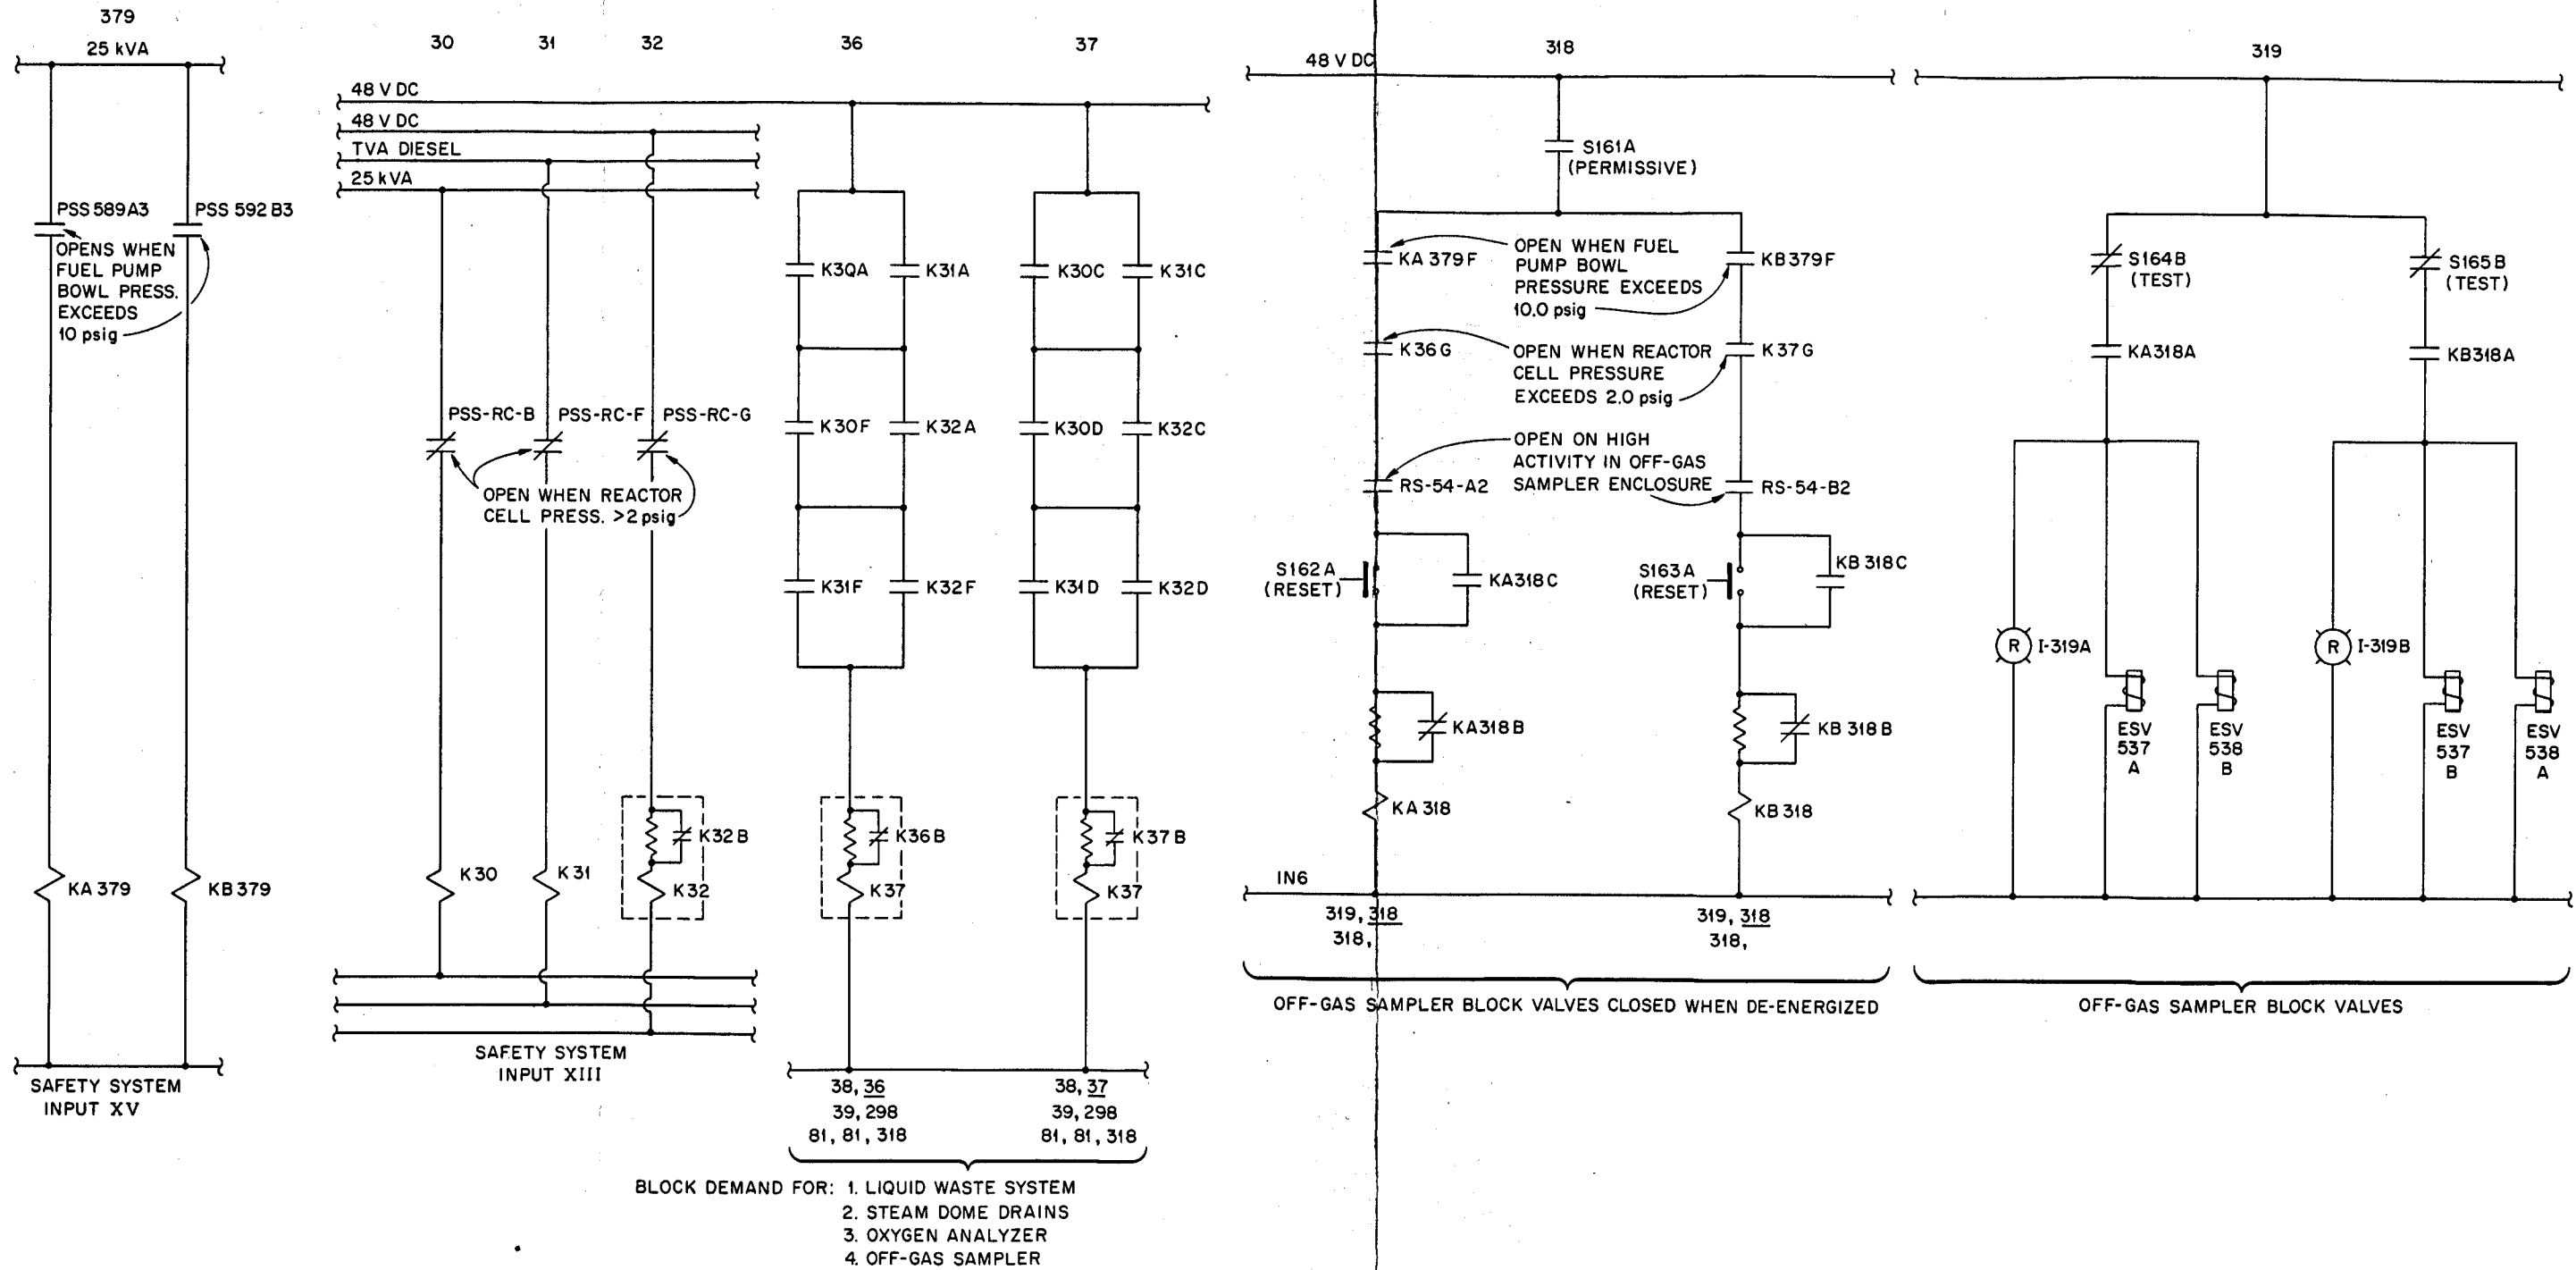 379
25 kVA
PSS 589A3
PSS 592 B3
OPENS WHEN
FUEL PUMP
BOWL PRESS.
EXCEEDS
10 psig
KA 379
KB 379
SAFETY SYSTEM
INPUT XV
30
31
32
36
37
48 V DC
48 V DC
TVA DIESEL
25 kVA
PSS-RC-B
PSS-RC-F
PSS-RC-G
OPEN WHEN REACTOR
CELL PRESS. >2 psig
K32B
K30
K31
K32
SAFETY SYSTEM
INPUT XIII
K30A
K31A
K30C
K31C
K30F
K32A
K30D
K32C
K31F
K32F
K31D
K32D
K36B
K37
K37B
K37
38, 36
39, 298
81, 81, 318
38, 37
39, 298
81, 81, 318
BLOCK DEMAND FOR: 1. LIQUID WASTE SYSTEM
2. STEAM DOME DRAINS
3. OXYGEN ANALYZER
4. OFF-GAS SAMPLER
318
48 V DC
S161A
(PERMISSIVE)
KA 379F
OPEN WHEN FUEL
PUMP BOWL
PRESSURE EXCEEDS
10.0 psig
KB379F
K36G
OPEN WHEN REACTOR
CELL PRESSURE
EXCEEDS 2.0 psig
K37G
OPEN ON HIGH
ACTIVITY IN OFF-GAS
SAMPLER ENCLOSURE
RS-54-A2
RS-54-B2
S162A
(RESET)
KA318C
S163A
(RESET)
KB 318C
KA318B
KB 318B
KA 318
KB 318
IN6
319, 318
318,
319, 318
318,
OFF-GAS SAMPLER BLOCK VALVES CLOSED WHEN DE-ENERGIZED
319
S164B
(TEST)
S165B
(TEST)
KA318A
KB318A
R
I-319A
R
I-319B
ESV
537
A
ESV
538
B
ESV
537
B
ESV
538
A
OFF-GAS SAMPLER BLOCK VALVES